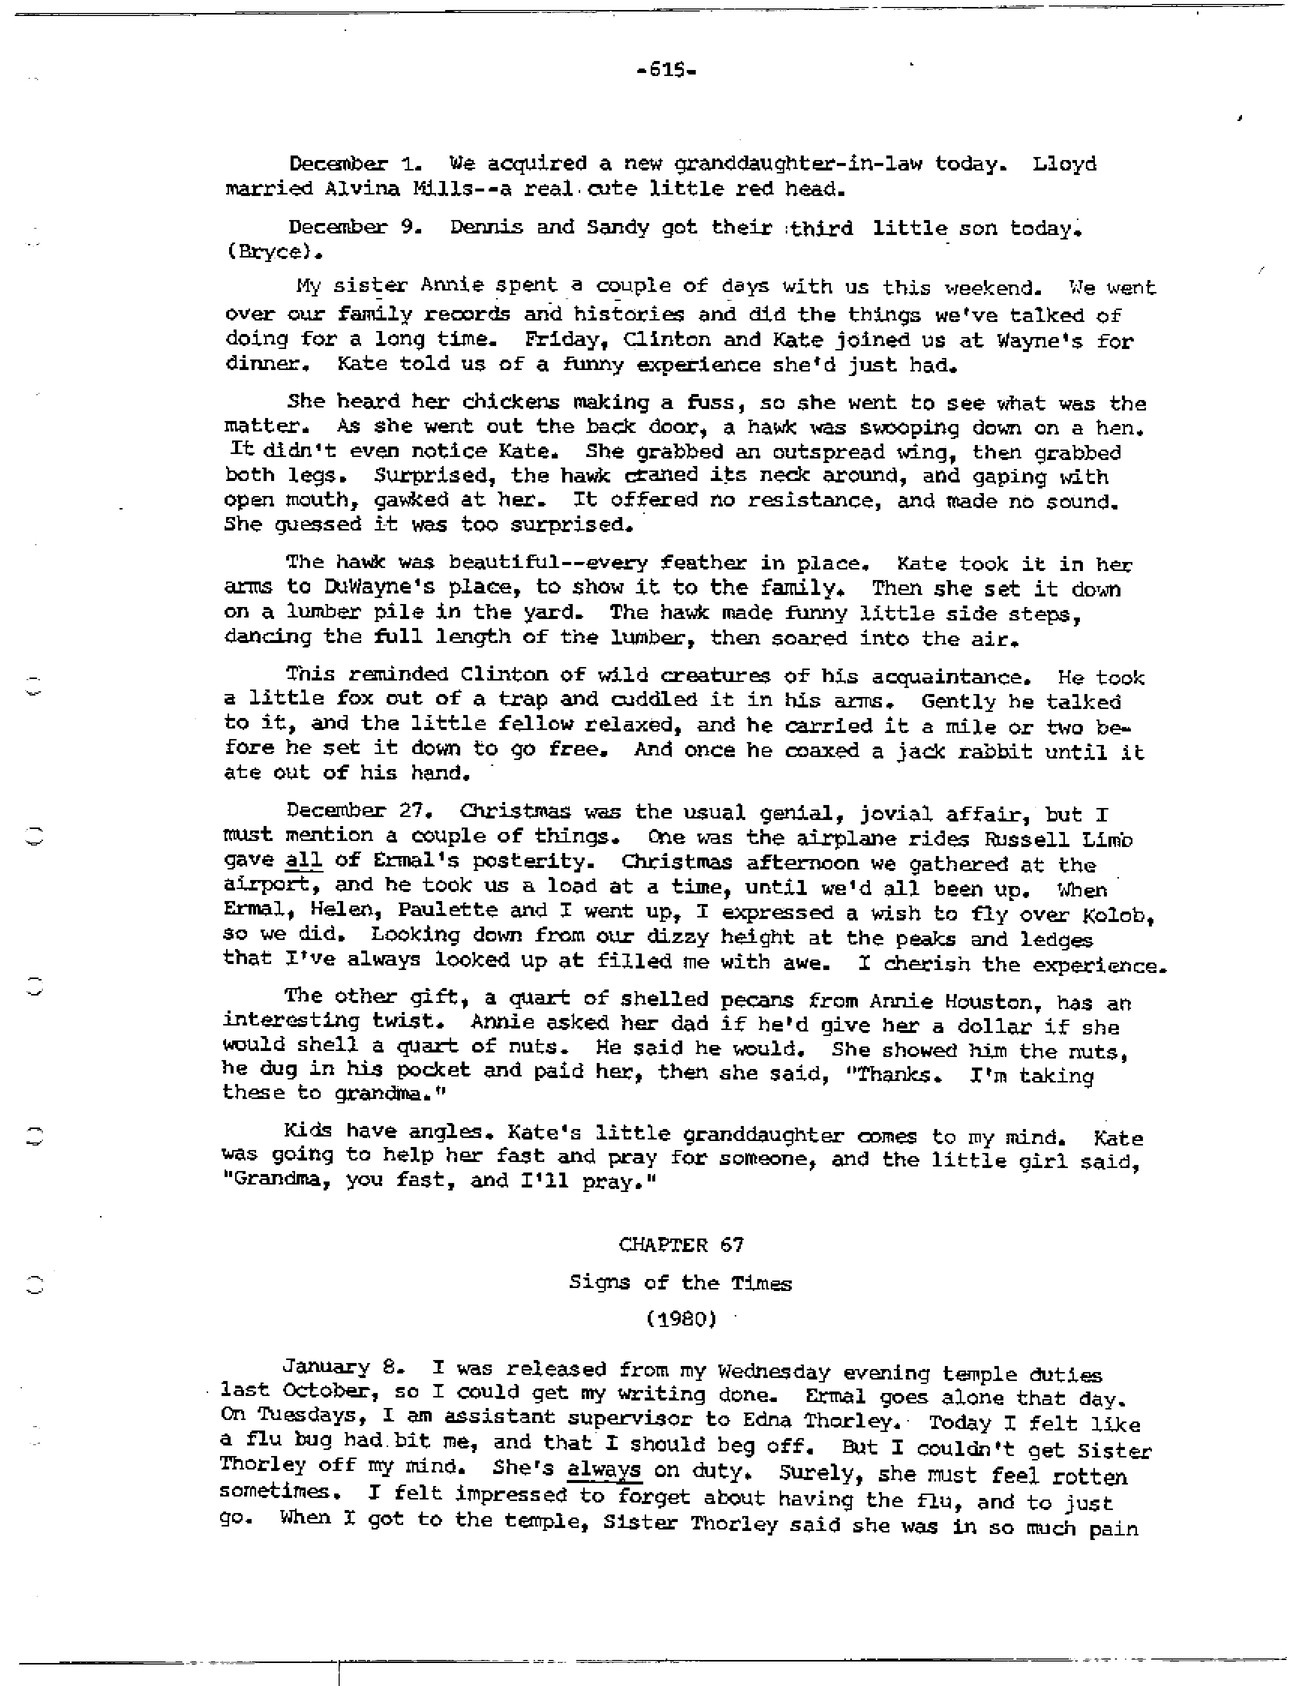 -615-
December 1. We acquired a new granddaughter-in-law today. Lloyd
married Alvina Mills--a real cute little red head.
December 9. Dennis and Sandy got their third little son today.
(Bryce).
My sister Annie spent a couple of days with us this weekend. We went
over our family records and histories and did the things we've talked of
doing for a long time. Friday, Clinton and Kate joined us at Wayne's for
dinner. Kate told us of a funny experience she'd just had.
She heard her chickens making a fuss, so she went to see what was the
matter. As she went out the back door, a hawk was swooping down on a hen.
It didn't even notice Kate. She grabbed an outspread wing, then grabbed
both legs. Surprised, the hawk craned its neck around, and gaping with
open mouth, gawked at her. It offered no resistance, and made no sound.
She guessed it was too surprised.
The hawk was beautiful--every feather in place. Kate took it in her
arms to DuWayne's place, to show it to the family. Then she set it down
on a lumber pile in the yard. The hawk made funny little side steps,
dancing the full length of the lumber, then soared into the air.
This reminded Clinton of wild creatures of his acquaintance. He took
a little fox out of a trap and cuddled it in his arms. Gently he talked
to it, and the little fellow relaxed, and he carried it a mile or two be-
fore he set it down to go free. And once he coaxed a jack rabbit until it
ate out of his hand.
December 27. Christmas was the usual genial, jovial affair, but I
must mention a couple of things. One was the airplane rides Russell Limb
gave all of Ermal's posterity. Christmas afternoon we gathered at the
airport, and he took us a load at a time, until we'd all been up. When
Ermal, Helen, Paulette and I went up, I expressed a wish to fly over Kolob,
so we did. Looking down from our dizzy height at the peaks and ledges
that I've always looked up at filled me with awe. I cherish the experience.
The other gift, a quart of shelled pecans from Annie Houston, has an
interesting twist. Annie asked her dad if he'd give her a dollar if she
would shell a quart of nuts. He said he would. She showed him the nuts,
he dug in his pocket and paid her, then she said, "Thanks. I'm taking
these to grandma."
Kids have angles. Kate's little granddaughter comes to my mind. Kate
was going to help her fast and pray for someone, and the little girl said,
"Grandma, you fast, and I'll pray."
CHAPTER 67
Signs of the Times
(1980)
January 8. I was released from my Wednesday evening temple duties
last October, so I could get my writing done. Ermal goes alone that day.
On Tuesdays, I am assistant supervisor to Edna Thorley. Today I felt like
a flu bug had bit me, and that I should beg off. But I couldn't get Sister
Thorley off my mind. She's always on duty. Surely, she must feel rotten
sometimes. I felt impressed to forget about having the flu, and to just
go. When I got to the temple, Sister Thorley said she was in so much pain